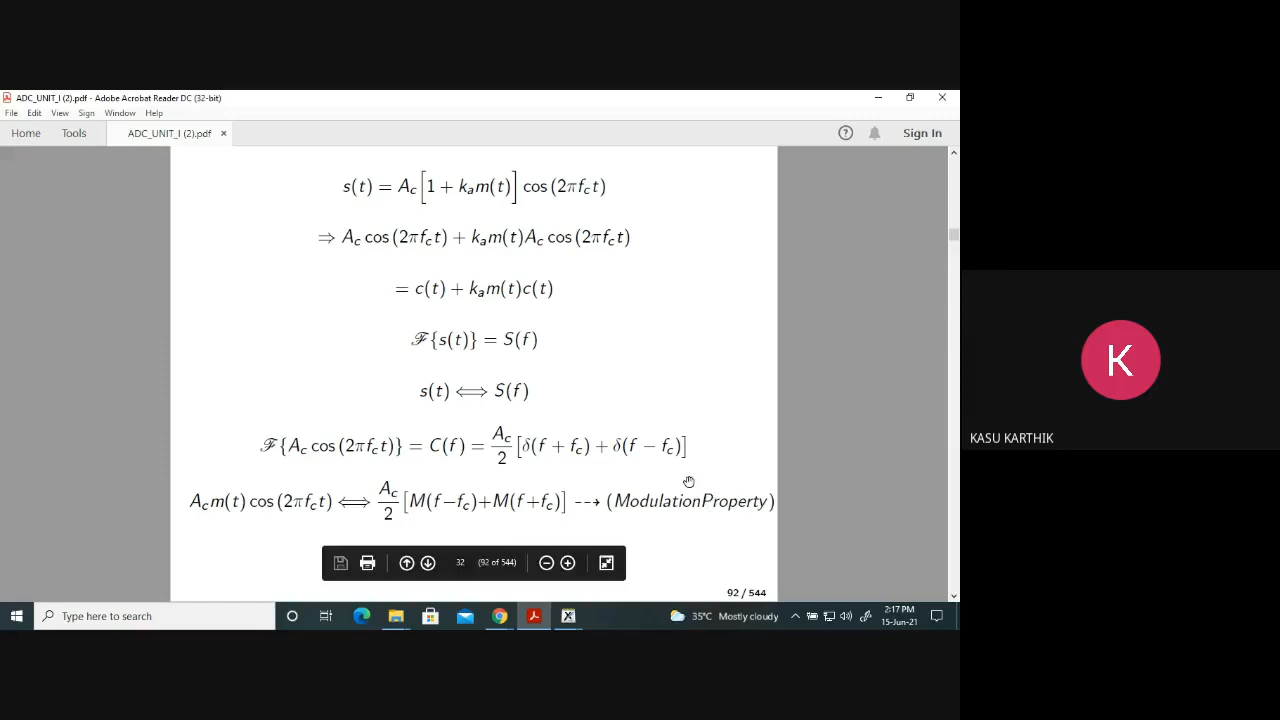 ADC_UNIT_I (2).pdf - Adobe Acrobat Reader DC (32-bit)
File Edit View Sign Window Help
Home Tools ADC_UNIT_I (2).pdf × ? Sign In
s(t) = A_c[1 + k_a m(t)] cos (2πf_c t)
⇒ A_c cos (2πf_c t) + k_a m(t)A_c cos (2πf_c t)
= c(t) + k_a m(t)c(t)
ℱ{s(t)} = S(f)
s(t) ⟺ S(f)
ℱ{A_c cos (2πf_c t)} = C(f) = A_c/2 [δ(f + f_c) + δ(f − f_c)]
A_c m(t) cos (2πf_c t) ⟺ A_c/2 [M(f−f_c)+M(f+f_c)] --→ (ModulationProperty)
32 (92 of 544)
92 / 544
K
KASU KARTHIK
Type here to search
35°C Mostly cloudy
2:17 PM
15-Jun-21